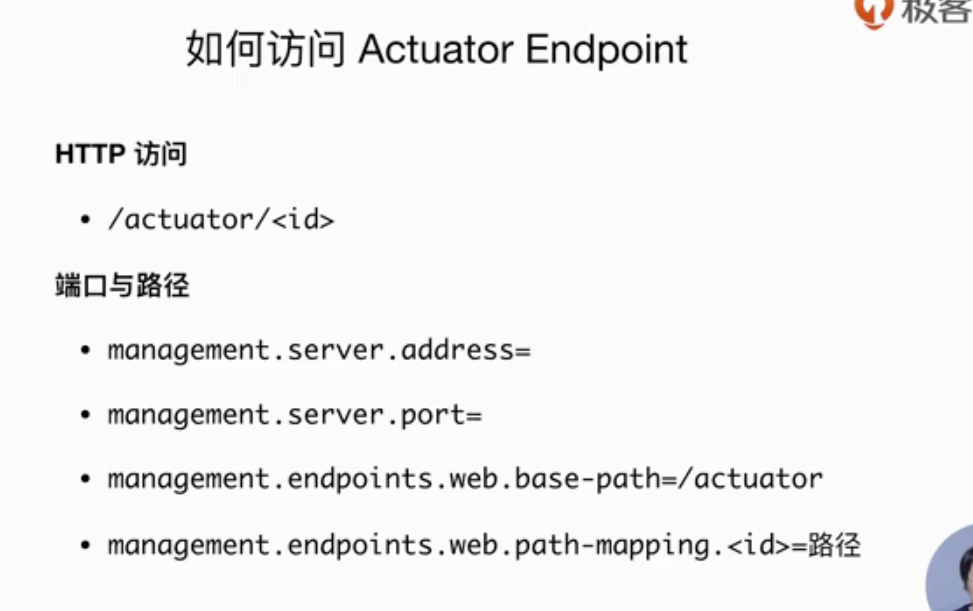 极客
如何访问 Actuator Endpoint
HTTP 访问
• /actuator/<id>
端口与路径
• management.server.address=
• management.server.port=
• management.endpoints.web.base-path=/actuator
• management.endpoints.web.path-mapping.<id>=路径